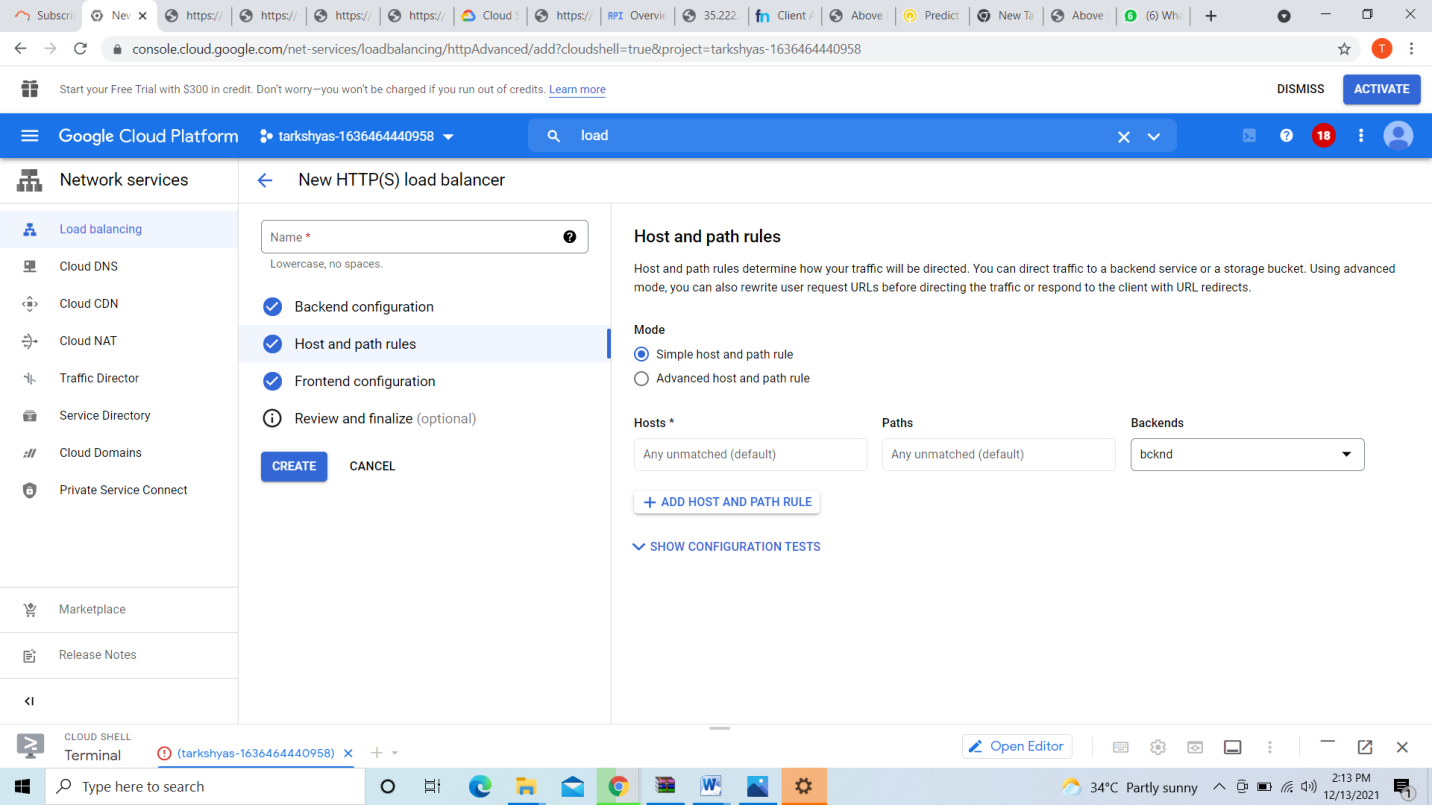 Subscri
New
https:/
https:/
https:/
https:/
Cloud S
https:/
API Overvie
35.222.
fn Client A
Above
Predict
New Ta
Above
6 (6) Wha
console.cloud.google.com/net-services/loadbalancing/httpAdvanced/add?cloudshell=true&project=tarkshyas-1636464440958
T
Start your Free Trial with $300 in credit. Don't worry—you won't be charged if you run out of credits. Learn more
DISMISS
ACTIVATE
Google Cloud Platform
tarkshyas-1636464440958
load
18
Network services
New HTTP(S) load balancer
Load balancing
Cloud DNS
Cloud CDN
Cloud NAT
Traffic Director
Service Directory
Cloud Domains
Private Service Connect
Marketplace
Release Notes
Name *
Lowercase, no spaces.
Backend configuration
Host and path rules
Frontend configuration
Review and finalize (optional)
CREATE
CANCEL
Host and path rules
Host and path rules determine how your traffic will be directed. You can direct traffic to a backend service or a storage bucket. Using advanced
mode, you can also rewrite user request URLs before directing the traffic or respond to the client with URL redirects.
Mode
Simple host and path rule
Advanced host and path rule
Hosts *
Paths
Backends
Any unmatched (default)
Any unmatched (default)
bcknd
ADD HOST AND PATH RULE
SHOW CONFIGURATION TESTS
CLOUD SHELL
Terminal
(tarkshyas-1636464440958)
Open Editor
Type here to search
34°C Partly sunny
2:13 PM
12/13/2021
1